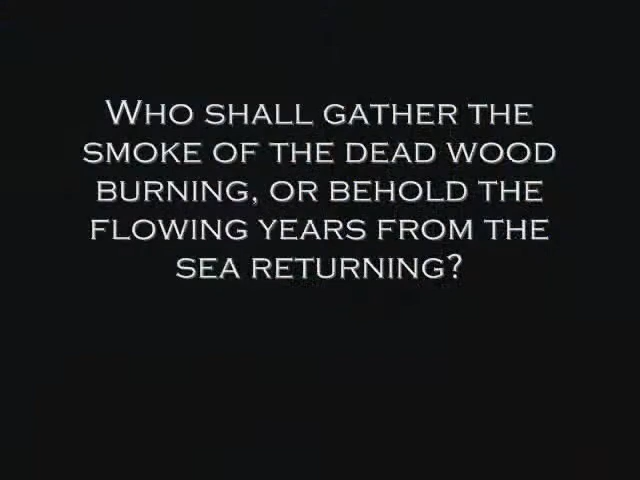 WHO SHALL GATHER THE
SMOKE OF THE DEAD WOOD
BURNING, OR BEHOLD THE
FLOWING YEARS FROM THE
SEA RETURNING?